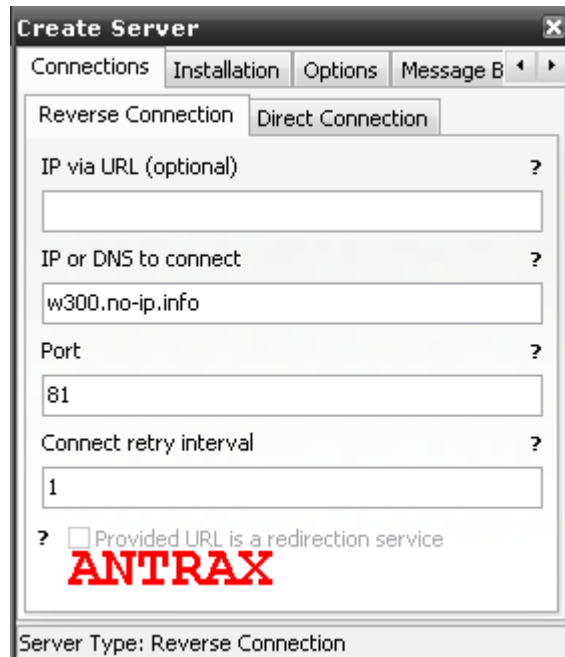 Create Server x
Connections Installation Options Message B
Reverse Connection Direct Connection
IP via URL (optional) ?
IP or DNS to connect ?
w300.no-ip.info
Port ?
81
Connect retry interval ?
1
? Provided URL is a redirection service
ANTRAX
Server Type: Reverse Connection